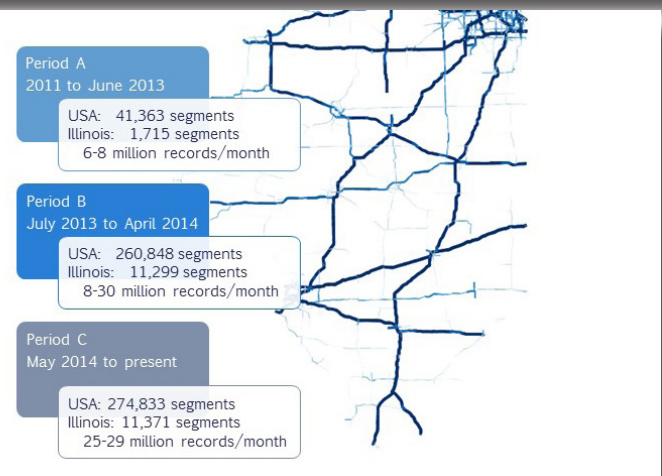 Period A
2011 to June 2013
USA: 41,363 segments
Illinois: 1,715 segments
6-8 million records/month
Period B
July 2013 to April 2014
USA: 260,848 segments
Illinois: 11,299 segments
8-30 million records/month
Period C
May 2014 to present
USA: 274,833 segments
Illinois: 11,371 segments
25-29 million records/month